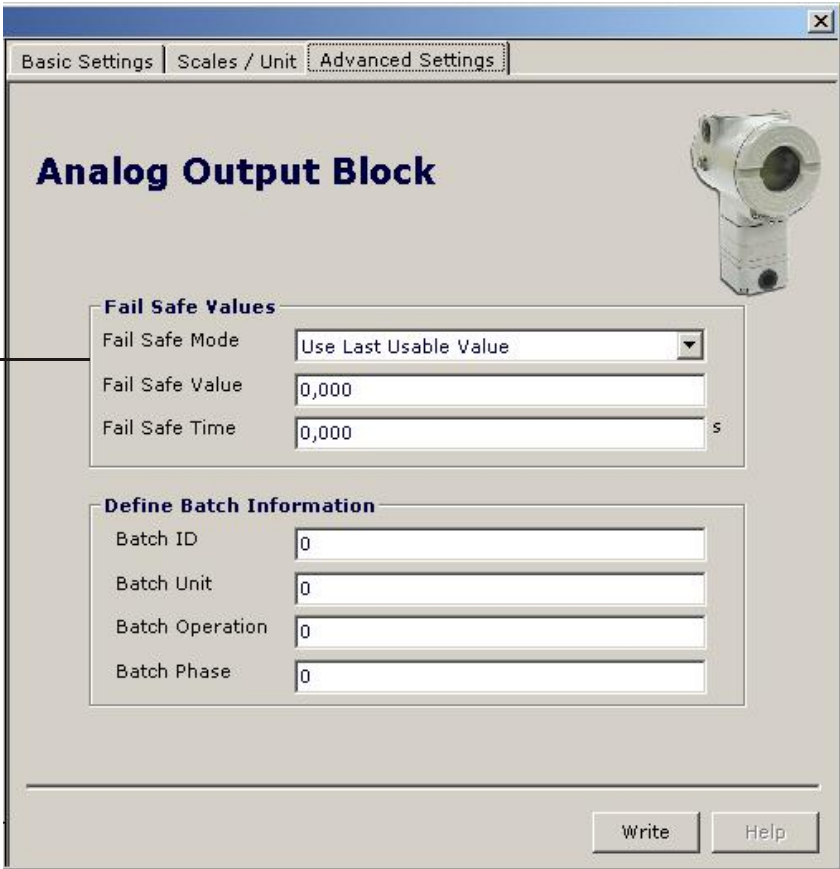 Basic Settings Scales / Unit Advanced Settings
Analog Output Block
Fail Safe Values
Fail Safe Mode Use Last Usable Value
Fail Safe Value 0,000
Fail Safe Time 0,000 s
Define Batch Information
Batch ID 0
Batch Unit 0
Batch Operation 0
Batch Phase 0
Write Help